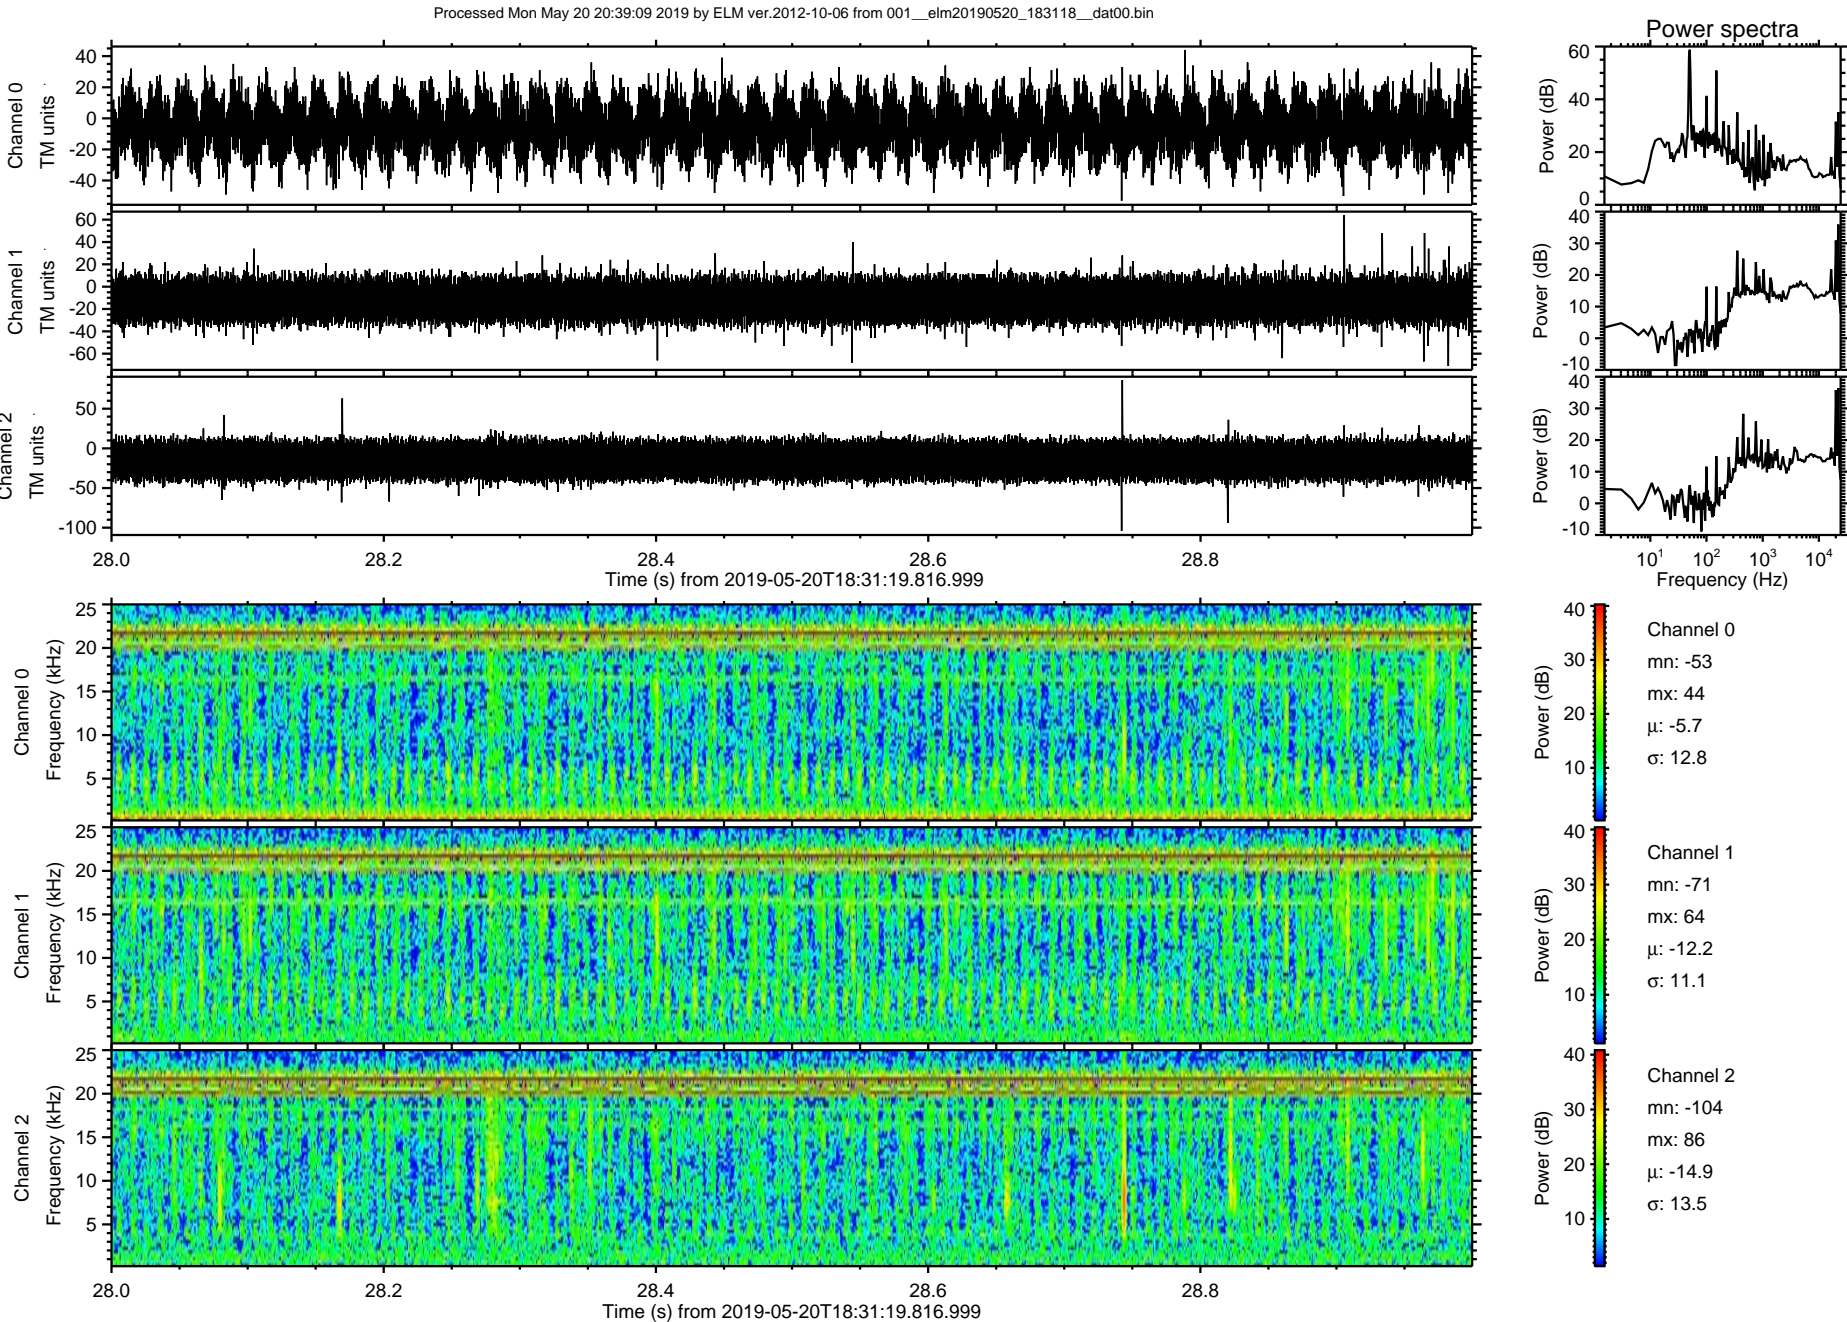 Processed Mon May 20 20:39:09 2019 by ELM ver.2012-10-06 from 001__elm20190520_183118__dat00.bin
Power spectra
Channel 0
TM units
40
20
0
-20
-40
Power (dB)
60
40
20
0
Channel 1
TM units
60
40
20
0
-20
-40
-60
Power (dB)
40
30
20
10
0
-10
Channel 2
TM units
50
0
-50
-100
Power (dB)
40
30
20
10
0
-10
28.0 28.2 28.4 28.6 28.8
Time (s) from 2019-05-20T18:31:19.816.999
10^1 10^2 10^3 10^4
Frequency (Hz)
Channel 0
Frequency (kHz)
25
20
15
10
5
Power (dB)
40
30
20
10
Channel 0
mn: -53
mx: 44
μ: -5.7
σ: 12.8
Channel 1
Frequency (kHz)
25
20
15
10
5
Power (dB)
40
30
20
10
Channel 1
mn: -71
mx: 64
μ: -12.2
σ: 11.1
Channel 2
Frequency (kHz)
25
20
15
10
5
Power (dB)
40
30
20
10
Channel 2
mn: -104
mx: 86
μ: -14.9
σ: 13.5
28.0 28.2 28.4 28.6 28.8
Time (s) from 2019-05-20T18:31:19.816.999